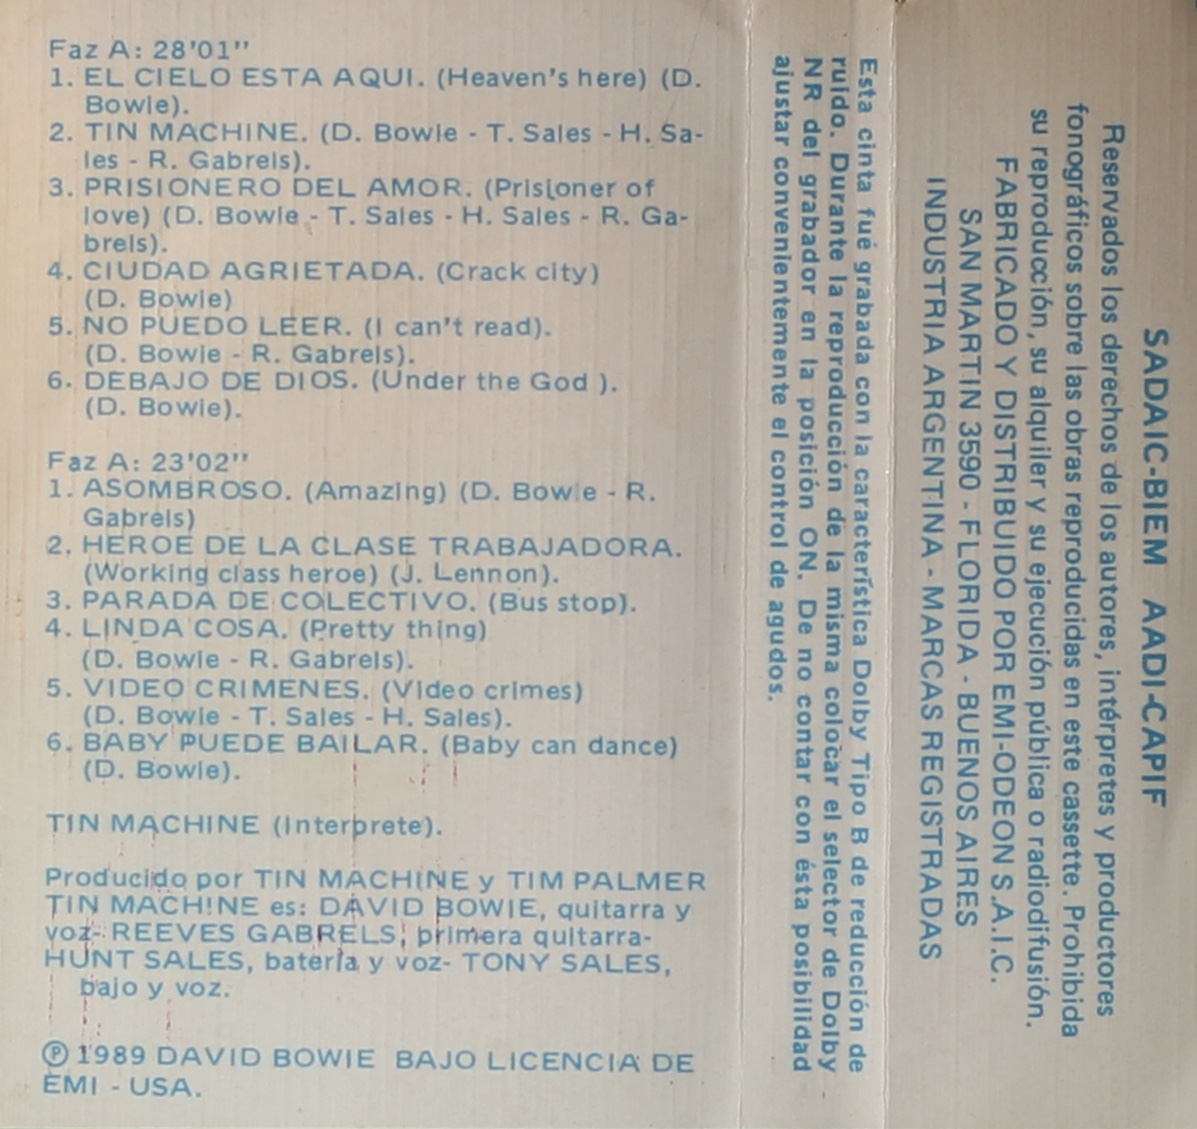 Faz A: 28'01"
1. EL CIELO ESTA AQUI. (Heaven's here) (D.
Bowie).
2. TIN MACHINE. (D. Bowie - T. Sales - H. Sa-
les - R. Gabrels).
3. PRISIONERO DEL AMOR. (Prisioner of
love) (D. Bowie - T. Sales - H. Sales - R. Ga-
brels).
4. CIUDAD AGRIETADA. (Crack city)
(D. Bowie)
5. NO PUEDO LEER. (I can't read).
(D. Bowie - R. Gabrels).
6. DEBAJO DE DIOS. (Under the God ).
(D. Bowie).
Faz A: 23'02"
1. ASOMBROSO. (Amazing) (D. Bowie - R.
Gabrels)
2. HEROE DE LA CLASE TRABAJADORA.
(Working class heroe) (J. Lennon).
3. PARADA DE COLECTIVO. (Bus stop).
4. LINDA COSA. (Pretty thing)
(D. Bowie - R. Gabrels).
5. VIDEO CRIMENES. (Video crimes)
(D. Bowie - T. Sales - H. Sales).
6. BABY PUEDE BAILAR. (Baby can dance)
(D. Bowie).
TIN MACHINE (Interprete).
Producido por TIN MACHINE y TIM PALMER
TIN MACHINE es: DAVID BOWIE, quitarra y
voz- REEVES GABRELS, primera quitarra-
HUNT SALES, batería y voz- TONY SALES,
bajo y voz.
Ⓟ 1989 DAVID BOWIE BAJO LICENCIA DE
EMI - USA.
Esta cinta fué grabada con la característica Dolby Tipo B de reducción de
ruido. Durante la reproducción de la misma colocar el selector de Dolby
NR del grabador en la posición ON. De no contar con ésta posibilidad
ajustar convenientemente el control de agudos.
SADAIC-BIEM AADI-CAPIF
Reservados los derechos de los autores, intérpretes y productores
fonográficos sobre las obras reproducidas en este cassette. Prohibida
su reproducción, su alquiler y su ejecución pública o radiodifusión.
FABRICADO Y DISTRIBUIDO POR EMI-ODEON S.A.I.C.
SAN MARTIN 3590 - FLORIDA - BUENOS AIRES
INDUSTRIA ARGENTINA - MARCAS REGISTRADAS